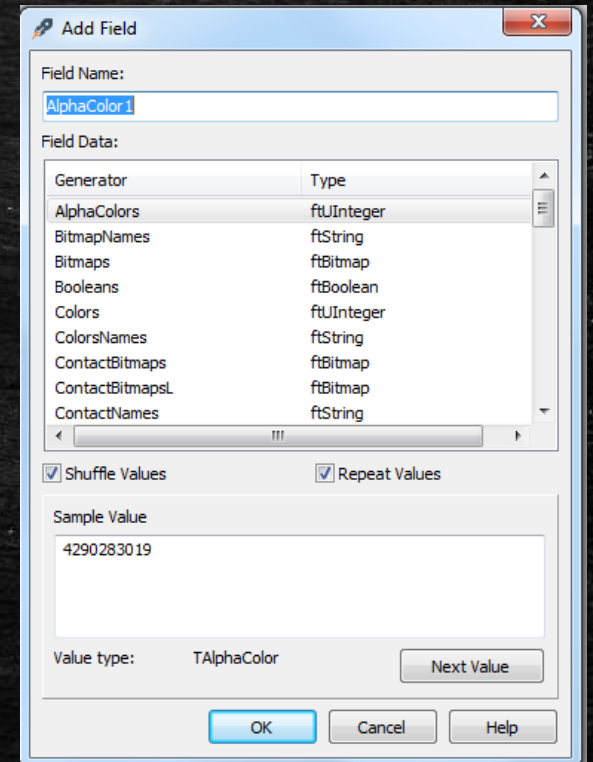 Add Field
Field Name:
AlphaColor1
Field Data:
Generator Type
AlphaColors ftUInteger
BitmapNames ftString
Bitmaps ftBitmap
Booleans ftBoolean
Colors ftUInteger
ColorsNames ftString
ContactBitmaps ftBitmap
ContactBitmapsL ftBitmap
ContactNames ftString
Shuffle Values Repeat Values
Sample Value
4290283019
Value type: TAlphaColor Next Value
OK Cancel Help